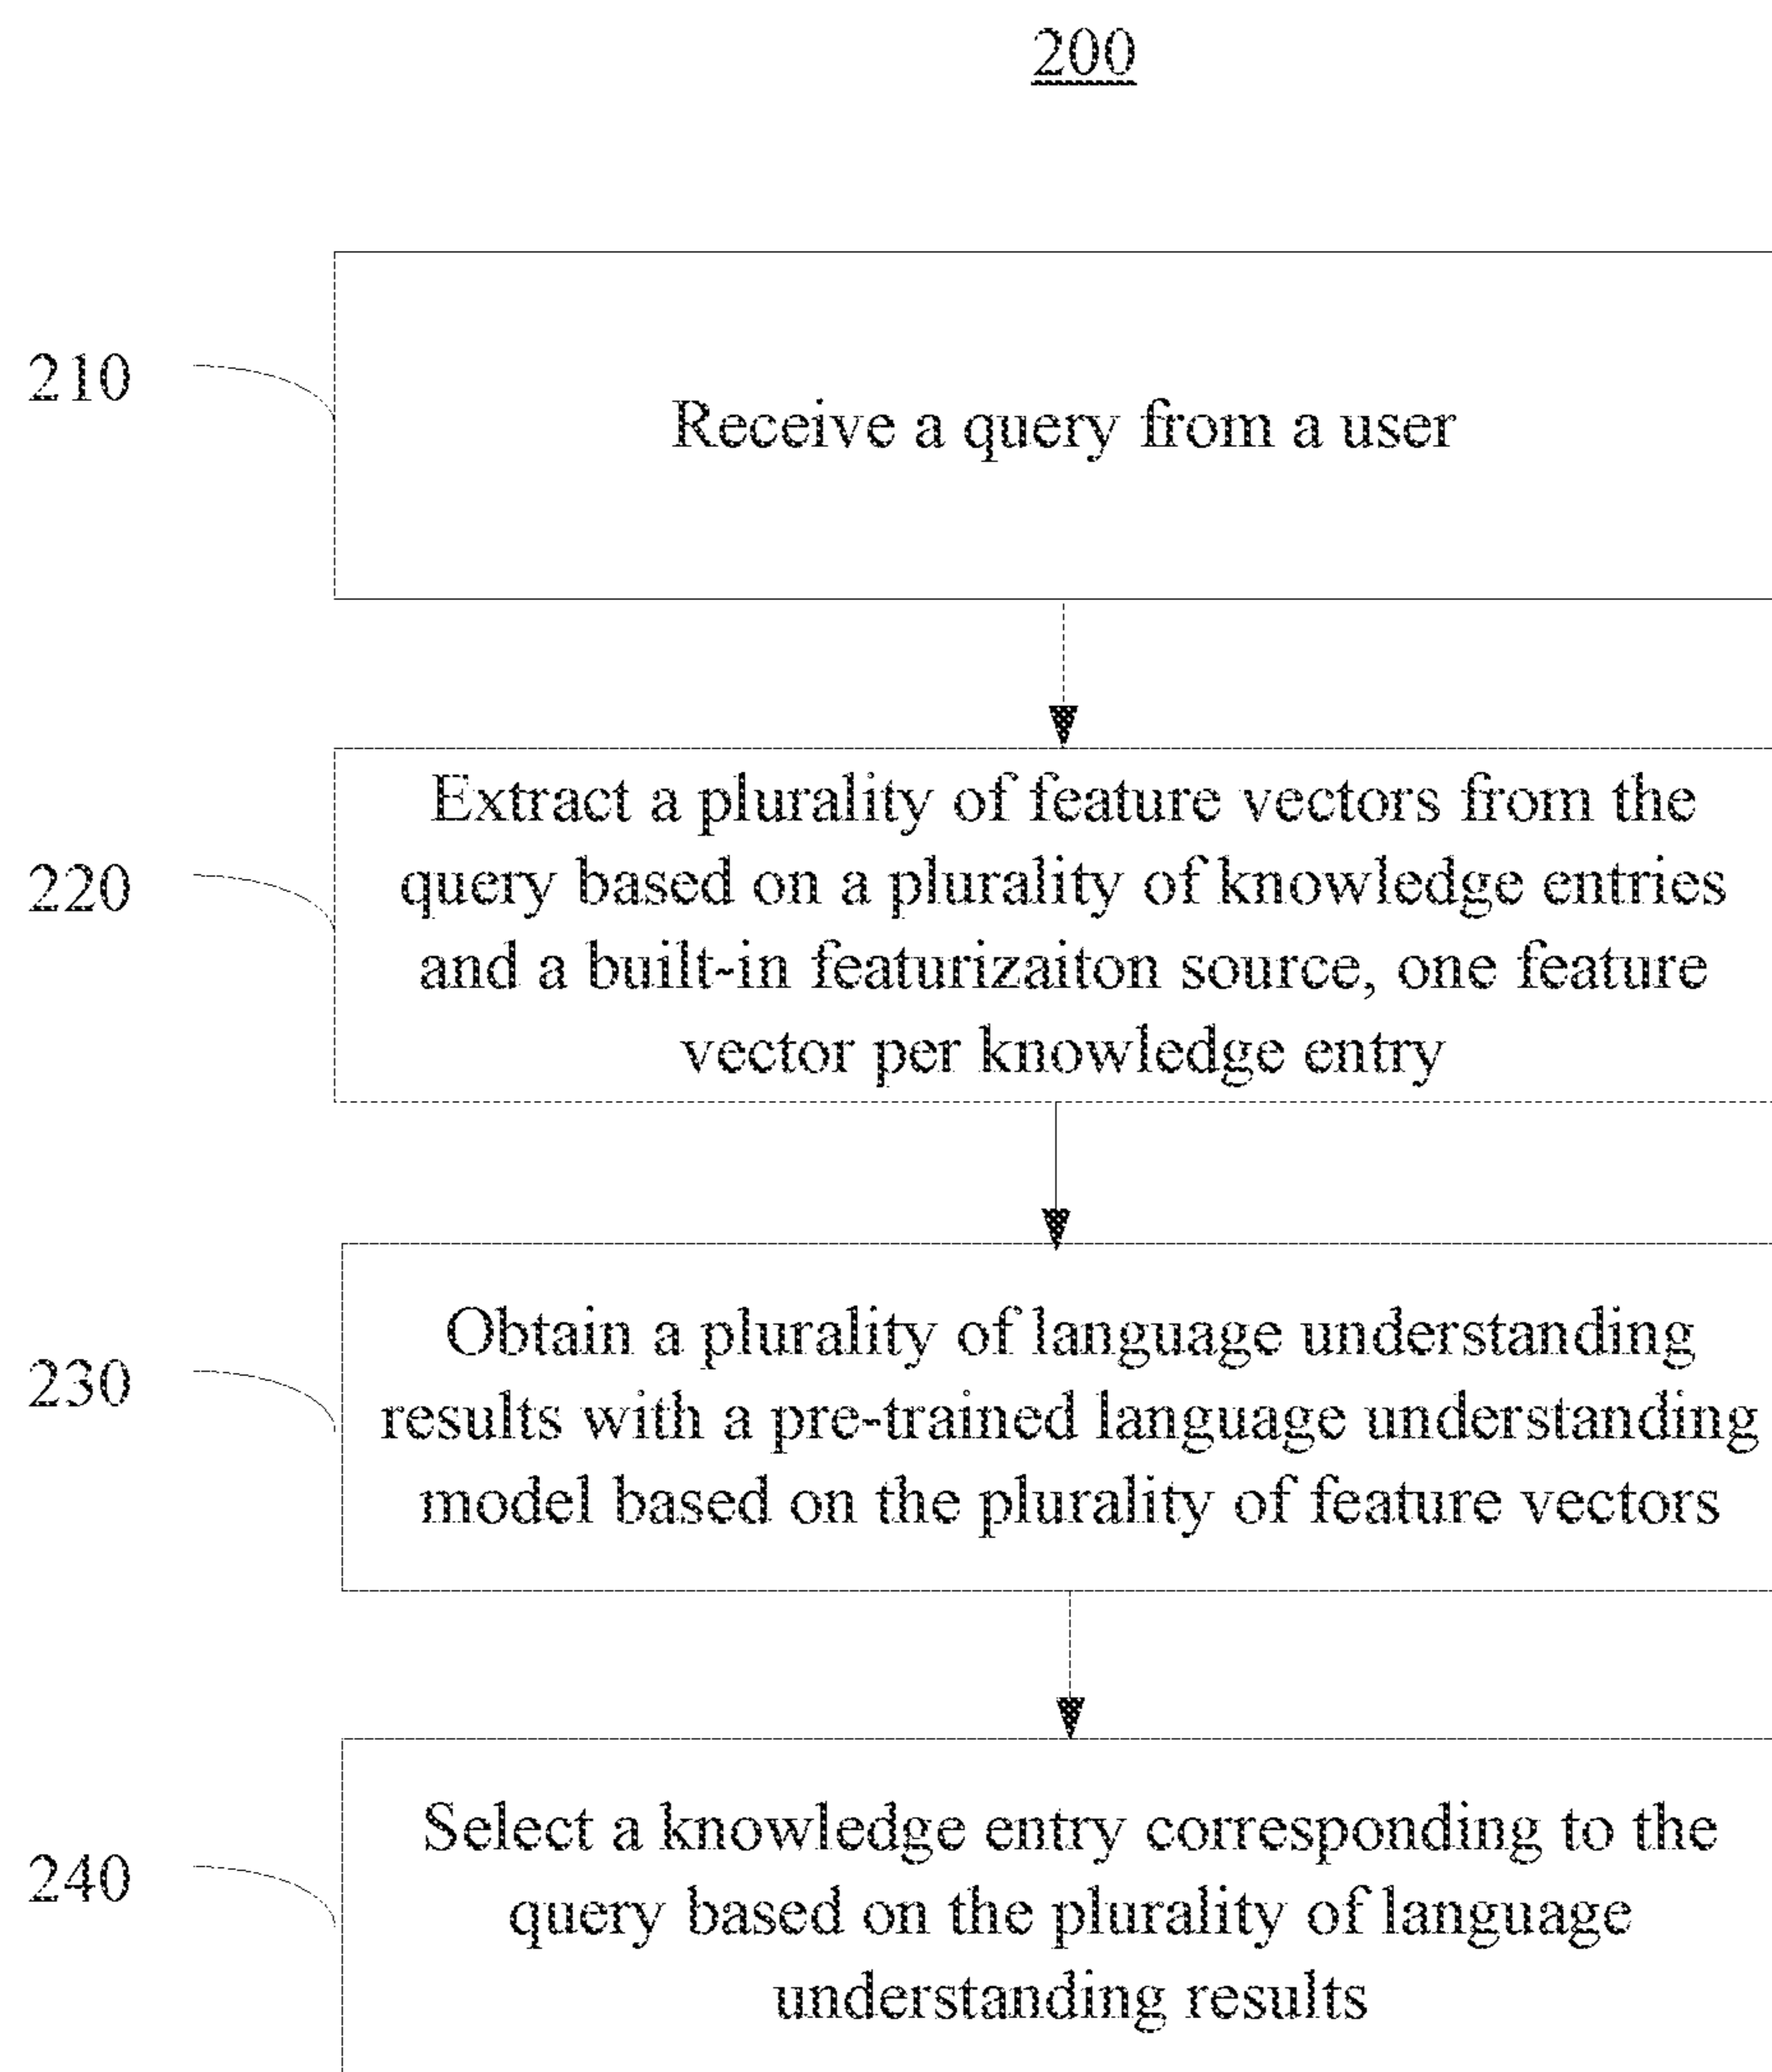 200
210
Receive a query from a user
220
Extract a plurality of feature vectors from the
query based on a plurality of knowledge entries
and a built-in featurizaiton source, one feature
vector per knowledge entry
230
Obtain a plurality of language understanding
results with a pre-trained language understanding
model based on the plurality of feature vectors
240
Select a knowledge entry corresponding to the
query based on the plurality of language
understanding results